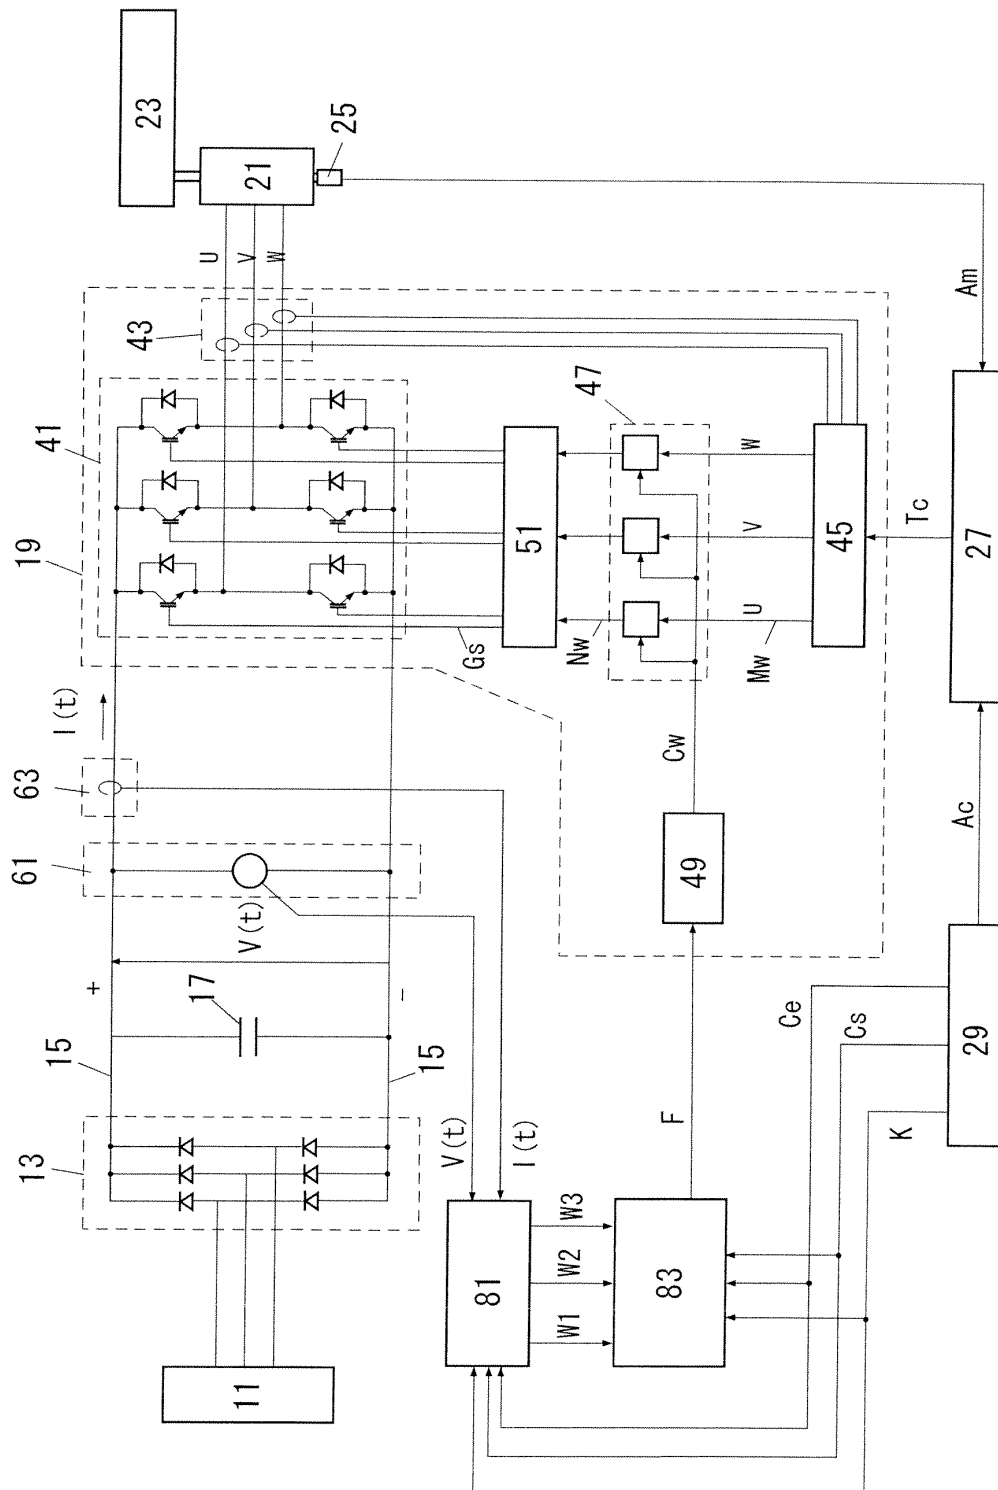 11
13
15
15
17
+
−
V(t)
61
63
I(t)
19
41
43
U
V
W
21
23
25
Gs
51
47
Nw
Mw
U
V
W
45
Cw
49
F
Tc
Am
27
Ac
29
Ce
Cs
K
V(t)
I(t)
81
W1
W2
W3
83